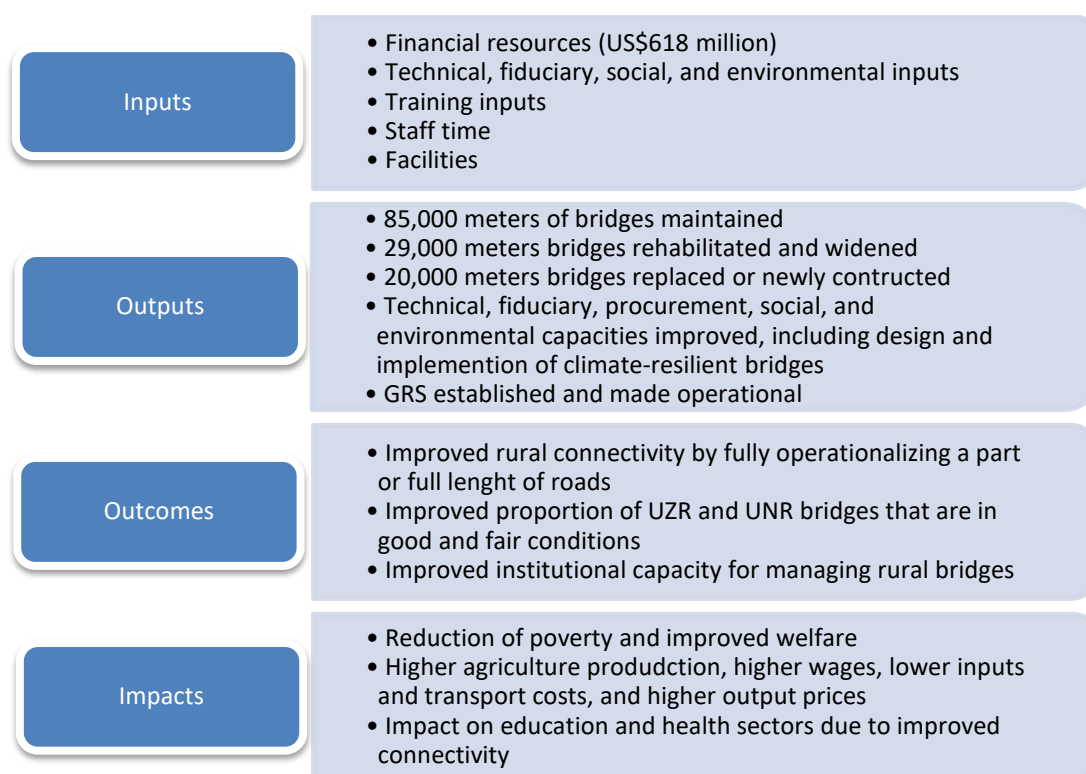 Inputs
• Financial resources (US$618 million)
• Technical, fiduciary, social, and environmental inputs
• Training inputs
• Staff time
• Facilities
Outputs
• 85,000 meters of bridges maintained
• 29,000 meters bridges rehabilitated and widened
• 20,000 meters bridges replaced or newly contructed
• Technical, fiduciary, procurement, social, and
environmental capacities improved, including design and
implemention of climate-resilient bridges
• GRS established and made operational
Outcomes
• Improved rural connectivity by fully operationalizing a part
or full lenght of roads
• Improved proportion of UZR and UNR bridges that are in
good and fair conditions
• Improved institutional capacity for managing rural bridges
Impacts
• Reduction of poverty and improved welfare
• Higher agriculture produdction, higher wages, lower inputs
and transport costs, and higher output prices
• Impact on education and health sectors due to improved
connectivity